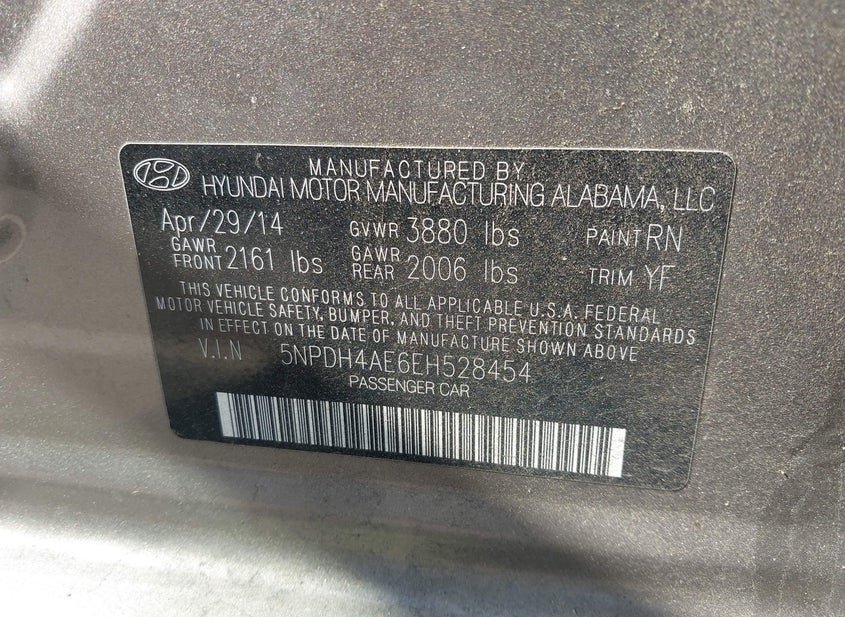 MANUFACTURED BY
HYUNDAI MOTOR MANUFACTURING ALABAMA, LLC
Apr/29/14 GVWR 3880 lbs PAINT RN
GAWR FRONT 2161 lbs GAWR REAR 2006 lbs TRIM YF
THIS VEHICLE CONFORMS TO ALL APPLICABLE U.S.A. FEDERAL
MOTOR VEHICLE SAFETY, BUMPER, AND THEFT PREVENTION STANDARDS
IN EFFECT ON THE DATE OF MANUFACTURE SHOWN ABOVE
V.I.N 5NPDH4AE6EH528454
PASSENGER CAR